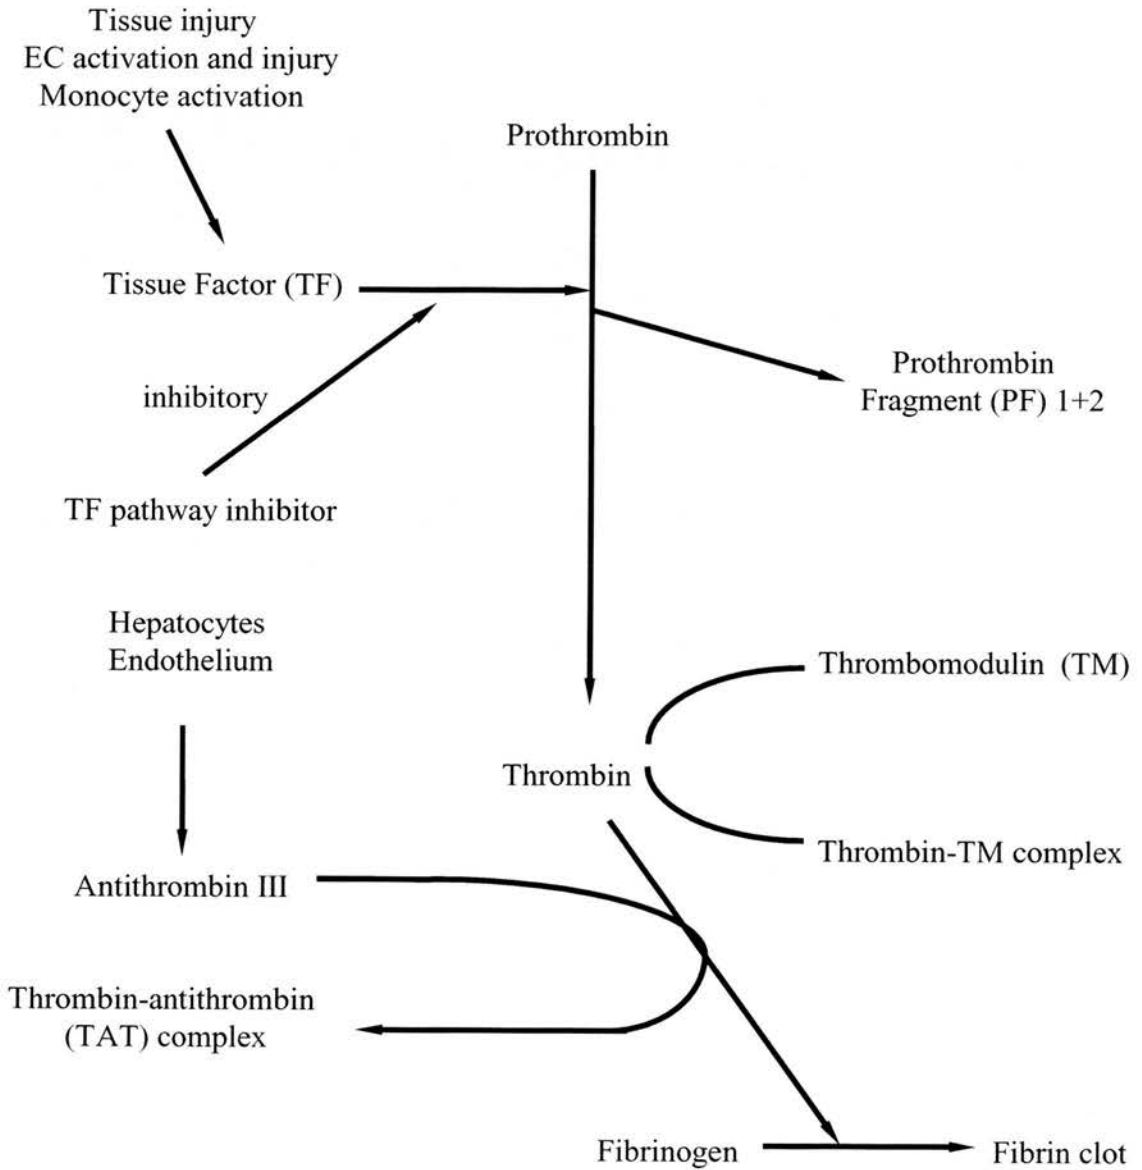 Tissue injury
EC activation and injury
Monocyte activation
Prothrombin
Tissue Factor (TF)
Prothrombin
Fragment (PF) 1+2
inhibitory
TF pathway inhibitor
Hepatocytes
Endothelium
Thrombomodulin (TM)
Thrombin
Thrombin-TM complex
Antithrombin III
Thrombin-antithrombin
(TAT) complex
Fibrinogen
Fibrin clot